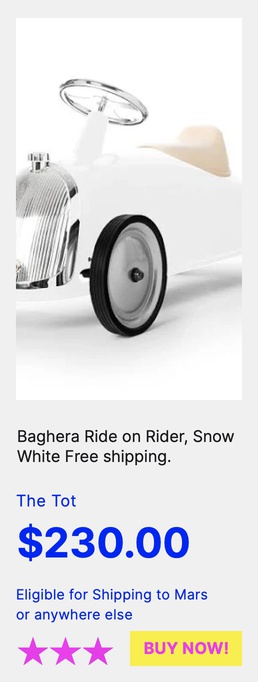 Baghera Ride on Rider, Snow
White Free shipping.
The Tot
$230.00
Eligible for Shipping to Mars
or anywhere else
BUY NOW!